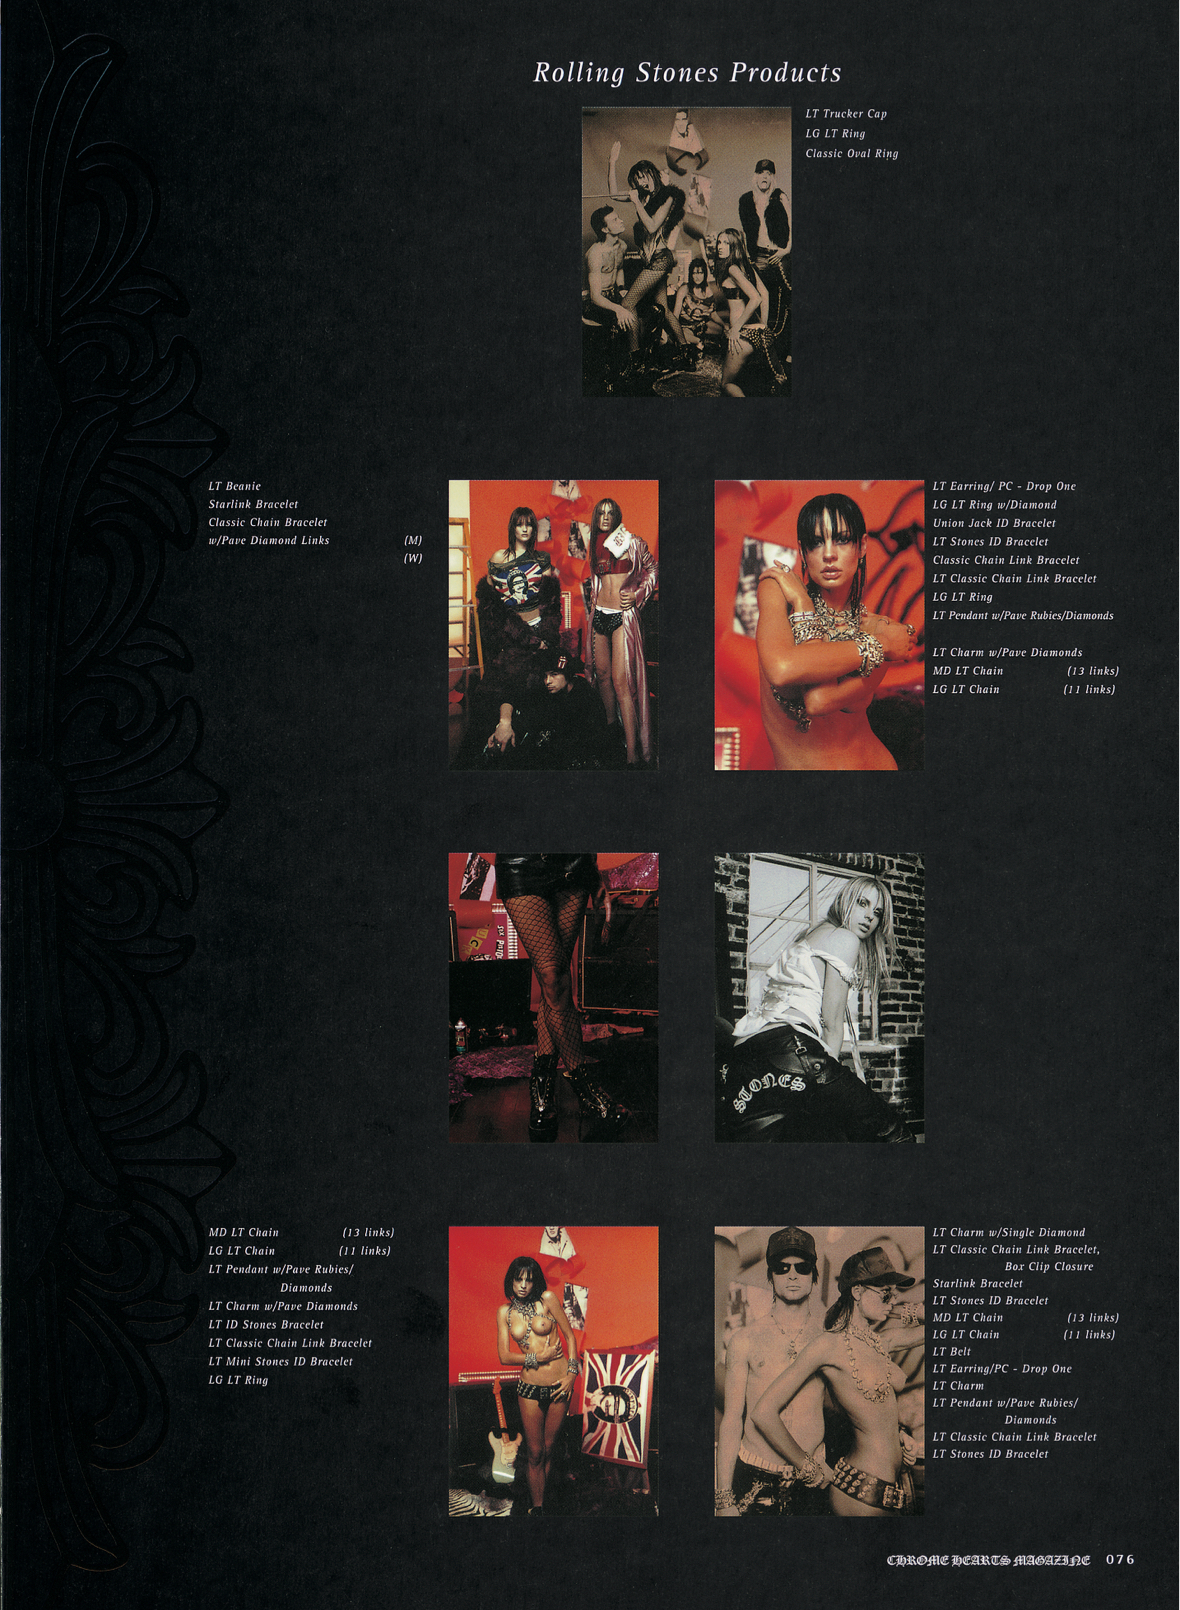 Rolling Stones Products
LT Trucker Cap
LG LT Ring
Classic Oval Ring
LT Beanie
Starlink Bracelet
Classic Chain Bracelet
w/Pave Diamond Links (M)
(W)
LT Earring/ PC - Drop One
LG LT Ring w/Diamond
Union Jack ID Bracelet
LT Stones ID Bracelet
Classic Chain Link Bracelet
LT Classic Chain Link Bracelet
LG LT Ring
LT Pendant w/Pave Rubies/Diamonds
LT Charm w/Pave Diamonds
MD LT Chain (13 links)
LG LT Chain (11 links)
STONES
MD LT Chain (13 links)
LG LT Chain (11 links)
LT Pendant w/Pave Rubies/
Diamonds
LT Charm w/Pave Diamonds
LT ID Stones Bracelet
LT Classic Chain Link Bracelet
LT Mini Stones ID Bracelet
LG LT Ring
LT Charm w/Single Diamond
LT Classic Chain Link Bracelet,
Box Clip Closure
Starlink Bracelet
LT Stones ID Bracelet
MD LT Chain (13 links)
LG LT Chain (11 links)
LT Belt
LT Earring/PC - Drop One
LT Charm
LT Pendant w/Pave Rubies/
Diamonds
LT Classic Chain Link Bracelet
LT Stones ID Bracelet
CHROME HEARTS MAGAZINE 076